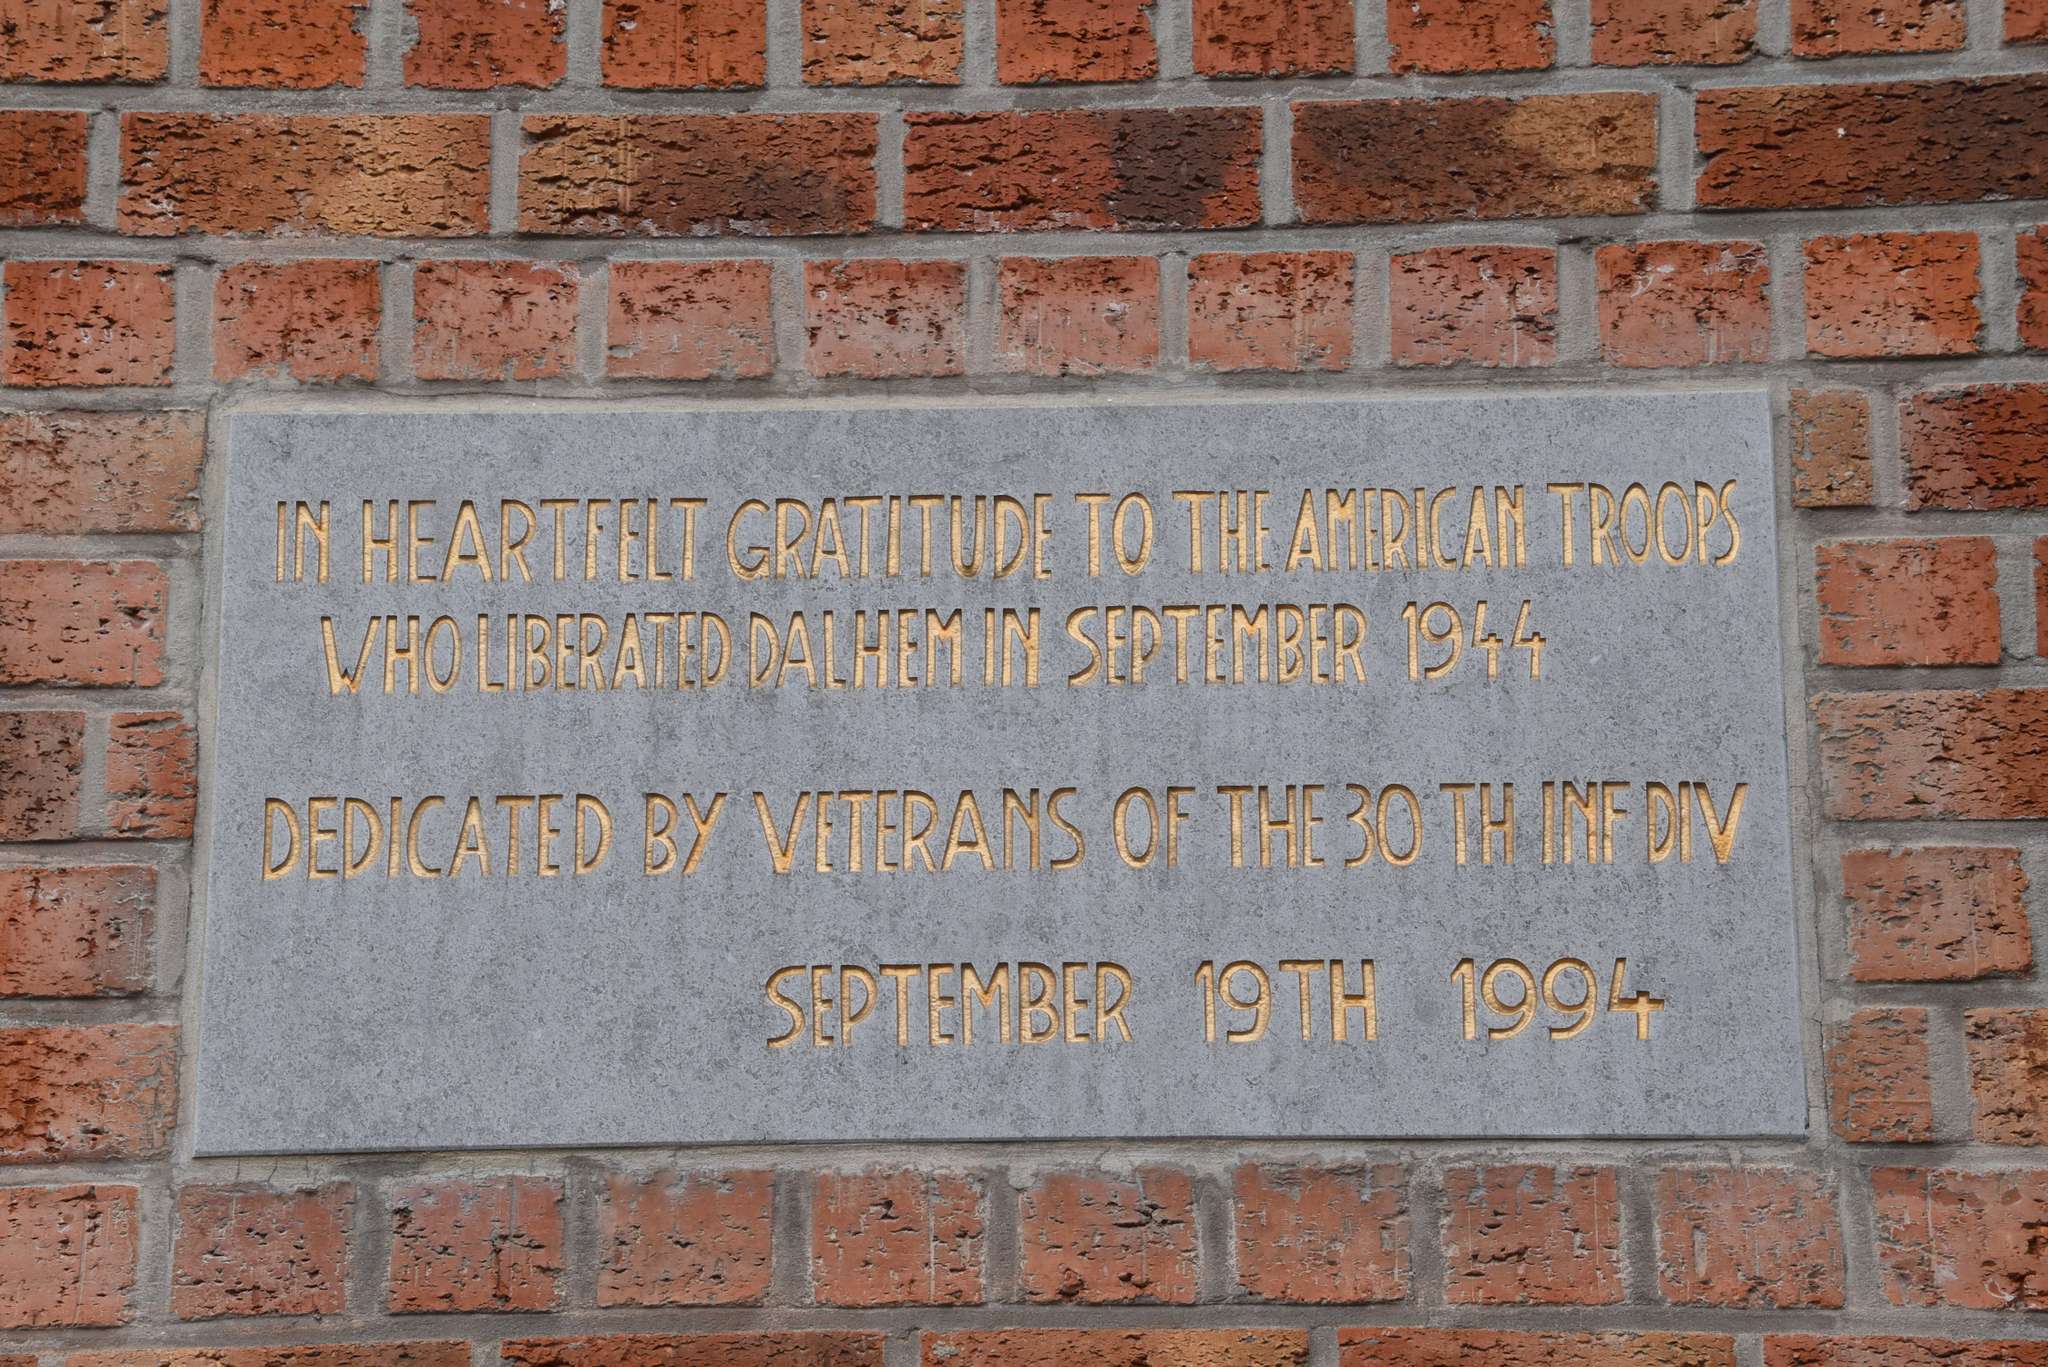 IN HEARTFELT GRATITUDE TO THE AMERICAN TROOPS
WHO LIBERATED DALHEM IN SEPTEMBER 1944
DEDICATED BY VETERANS OF THE 30 TH INF DIV
SEPTEMBER 19TH 1994